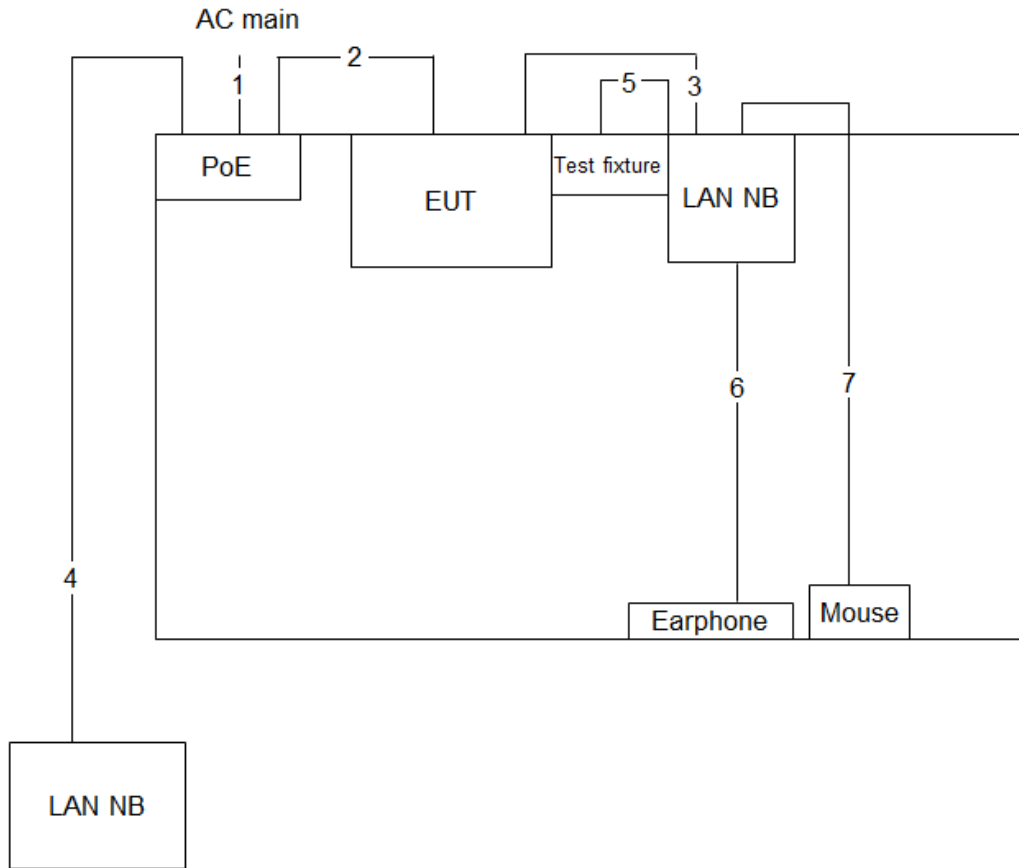 AC main
2
1
5
3
PoE
EUT
Test fixture
LAN NB
6
7
4
Earphone
Mouse
LAN NB